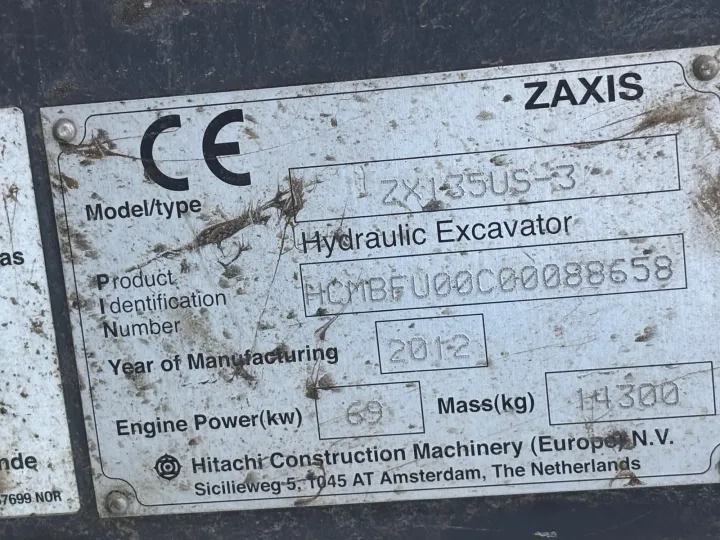 ZAXIS
CE
Model/type ZX135US-3
Hydraulic Excavator
Product
Identification
Number
HCMBFU00C00088658
Year of Manufacturing 2012
Engine Power(kw) 69 Mass(kg) 14300
Hitachi Construction Machinery (Europe) N.V.
Sicilieweg 5, 1045 AT Amsterdam, The Netherlands
as
nde
7699 NOR